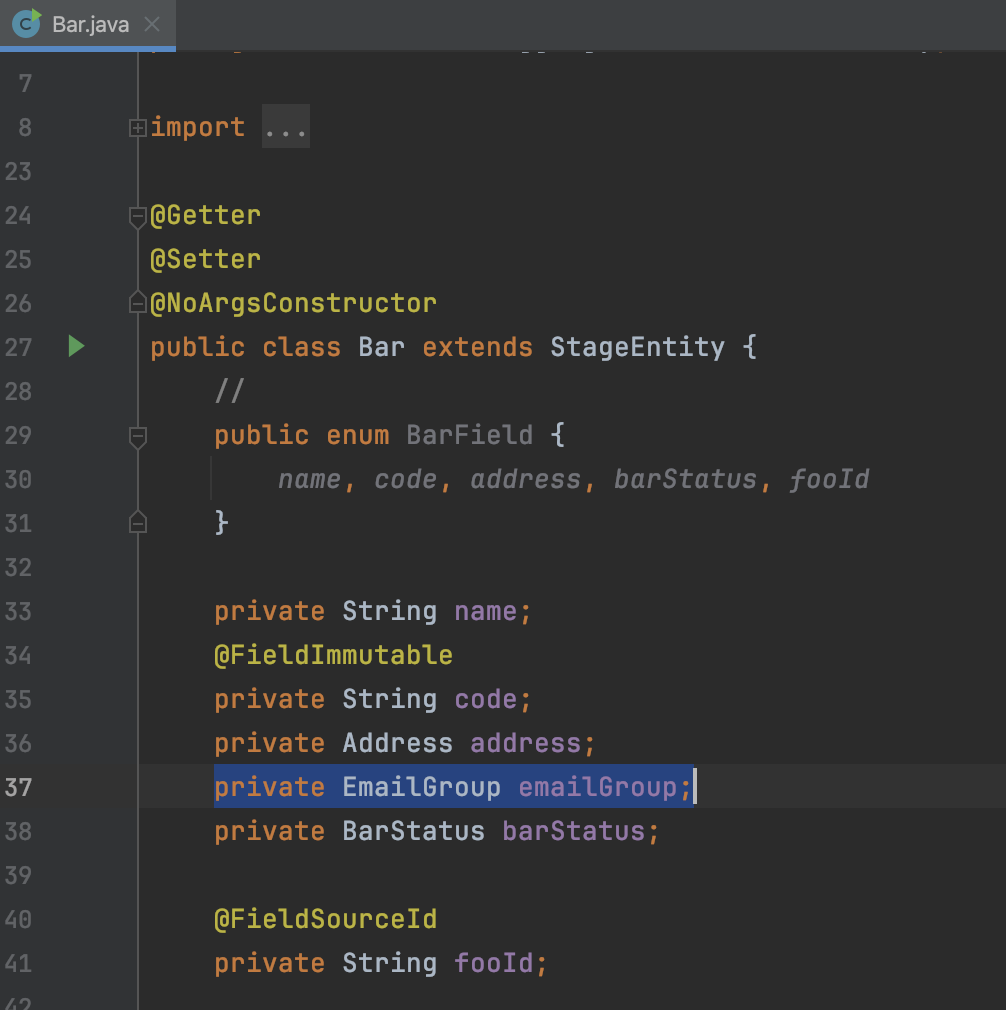 Bar.java
7
8 import ...
23
24 @Getter
25 @Setter
26 @NoArgsConstructor
27 public class Bar extends StageEntity {
28 //
29 public enum BarField {
30 name, code, address, barStatus, fooId
31 }
32
33 private String name;
34 @FieldImmutable
35 private String code;
36 private Address address;
37 private EmailGroup emailGroup;
38 private BarStatus barStatus;
39
40 @FieldSourceId
41 private String fooId;
42